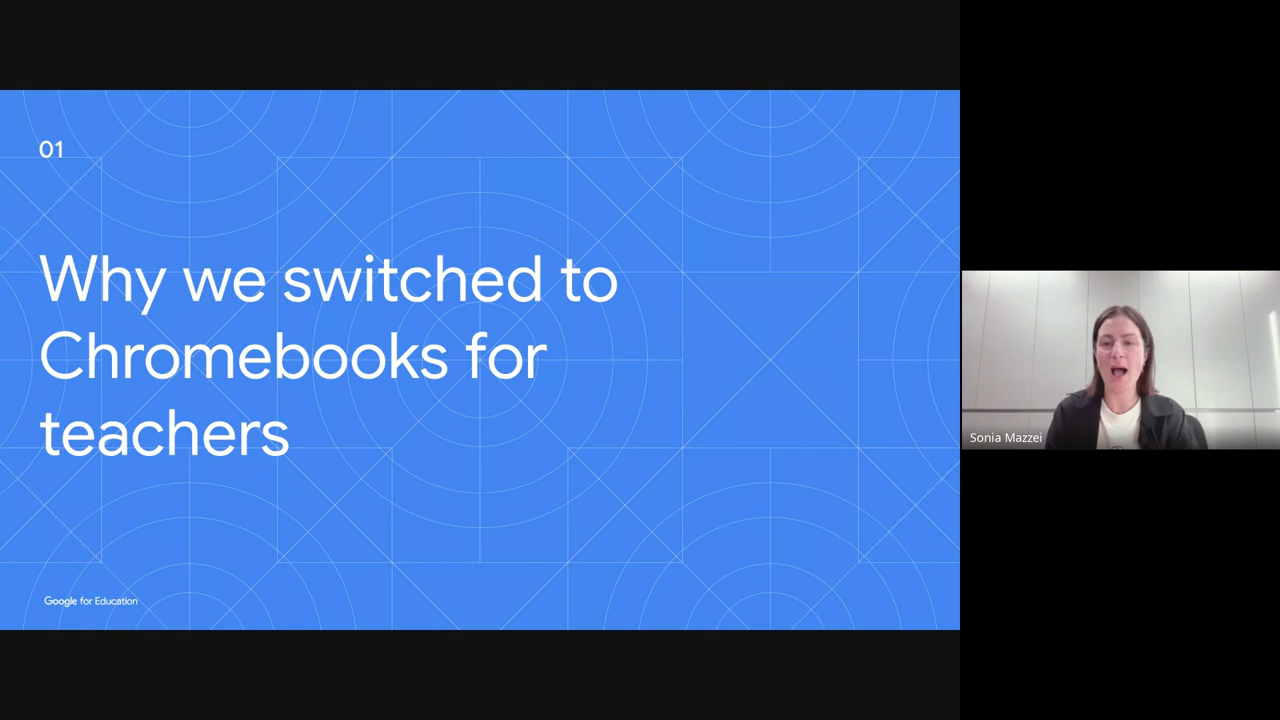 01
Why we switched to
Chromebooks for
teachers
Google for Education
Sonia Mazzei